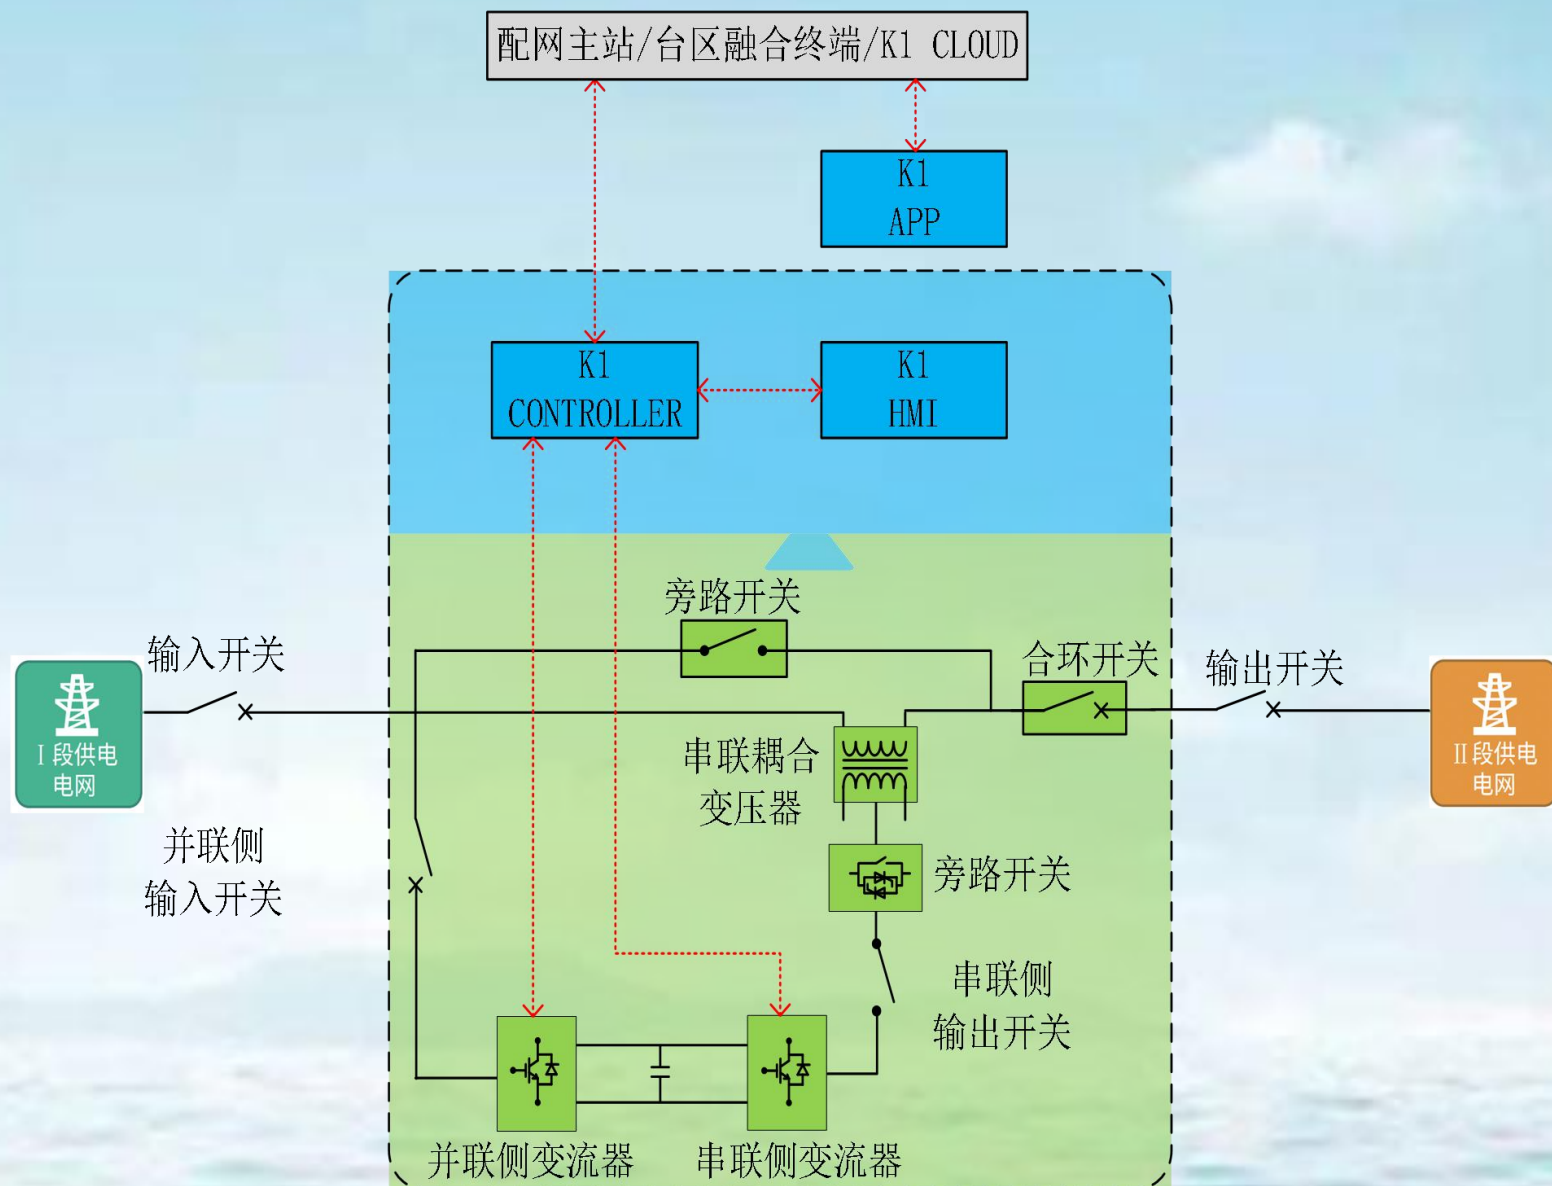 配网主站/台区融合终端/K1 CLOUD
K1
APP
K1
CONTROLLER
K1
HMI
旁路开关
输入开关
合环开关
输出开关
Ⅰ段供电
电网
串联耦合
变压器
Ⅱ段供电
电网
并联侧
输入开关
旁路开关
串联侧
输出开关
并联侧变流器
串联侧变流器